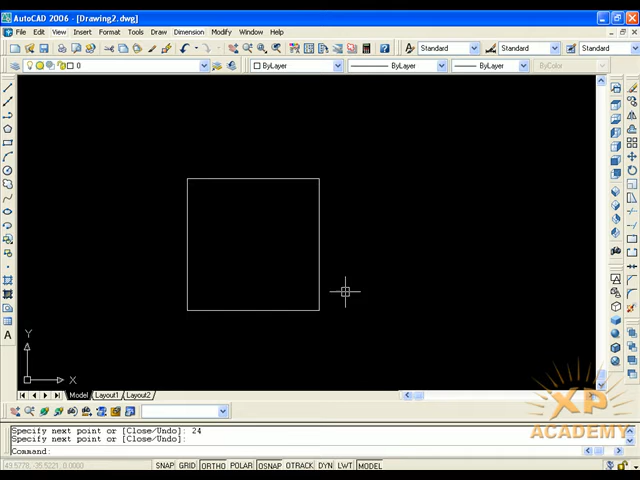 AutoCAD 2006 - [Drawing2.dwg]
File Edit View Insert Format Tools Draw Dimension Modify Window Help
Standard Standard Standard
0 ByLayer ByLayer ByLayer ByColor
A
Y
X
Model Layout1 Layout2
XP
ACADEMY
Specify next point or [Close/Undo]: 24
Specify next point or [Close/Undo]:
Command:
SNAP GRID ORTHO POLAR OSNAP OTRACK DYN LWT MODEL